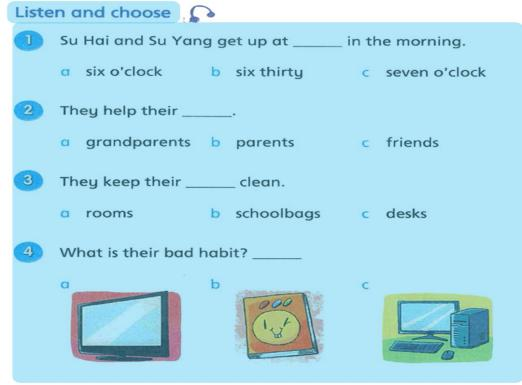 Listen and choose
1 Su Hai and Su Yang get up at ______ in the morning.
a six o'clock b six thirty c seven o'clock
2 They help their ______.
a grandparents b parents c friends
3 They keep their ______ clean.
a rooms b schoolbags c desks
4 What is their bad habit? ______
a b c